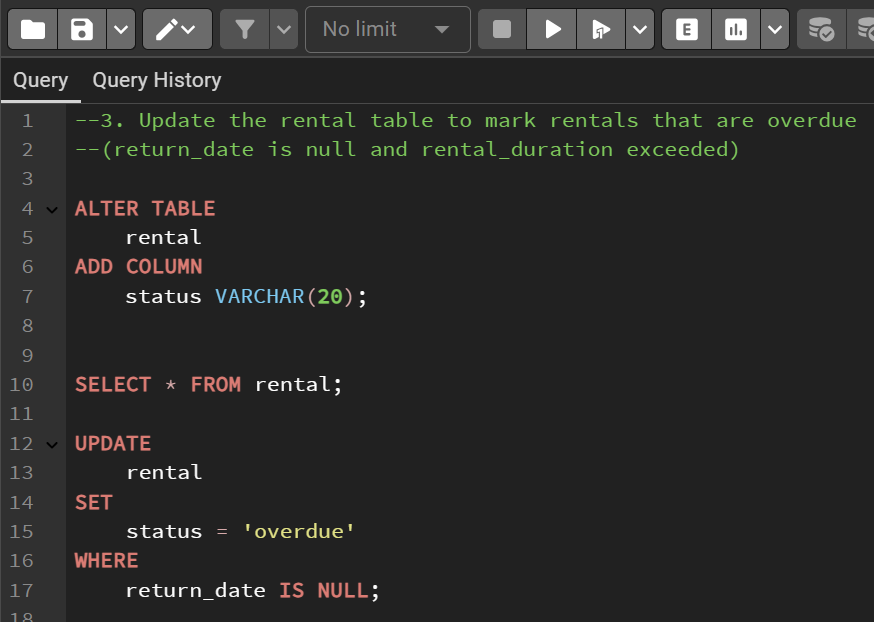 No limit
E
Query Query History
1 --3. Update the rental table to mark rentals that are overdue
2 --(return_date is null and rental_duration exceeded)
3
4 ALTER TABLE
5 rental
6 ADD COLUMN
7 status VARCHAR(20);
8
9
10 SELECT * FROM rental;
11
12 UPDATE
13 rental
14 SET
15 status = 'overdue'
16 WHERE
17 return_date IS NULL;
18